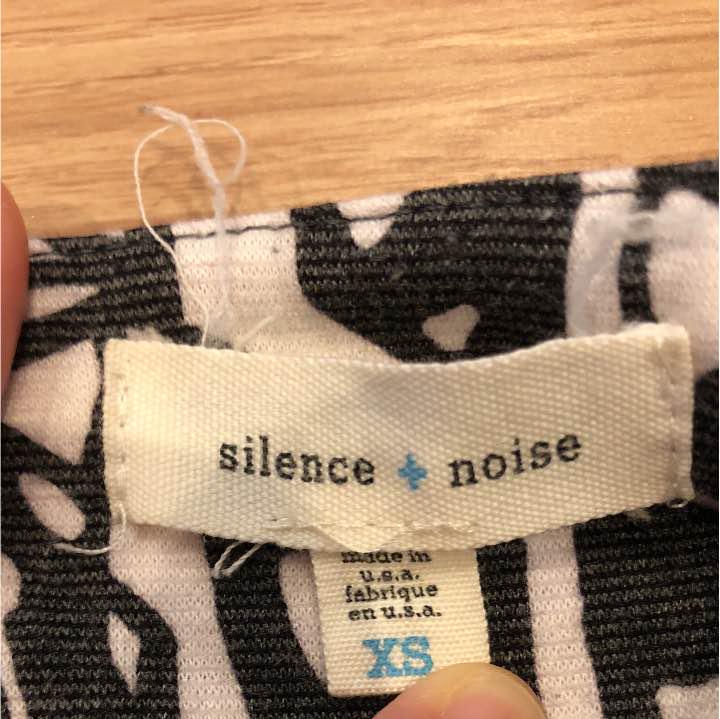 silence + noise
made in
u.s.a.
fabrique
en u.s.a.
XS